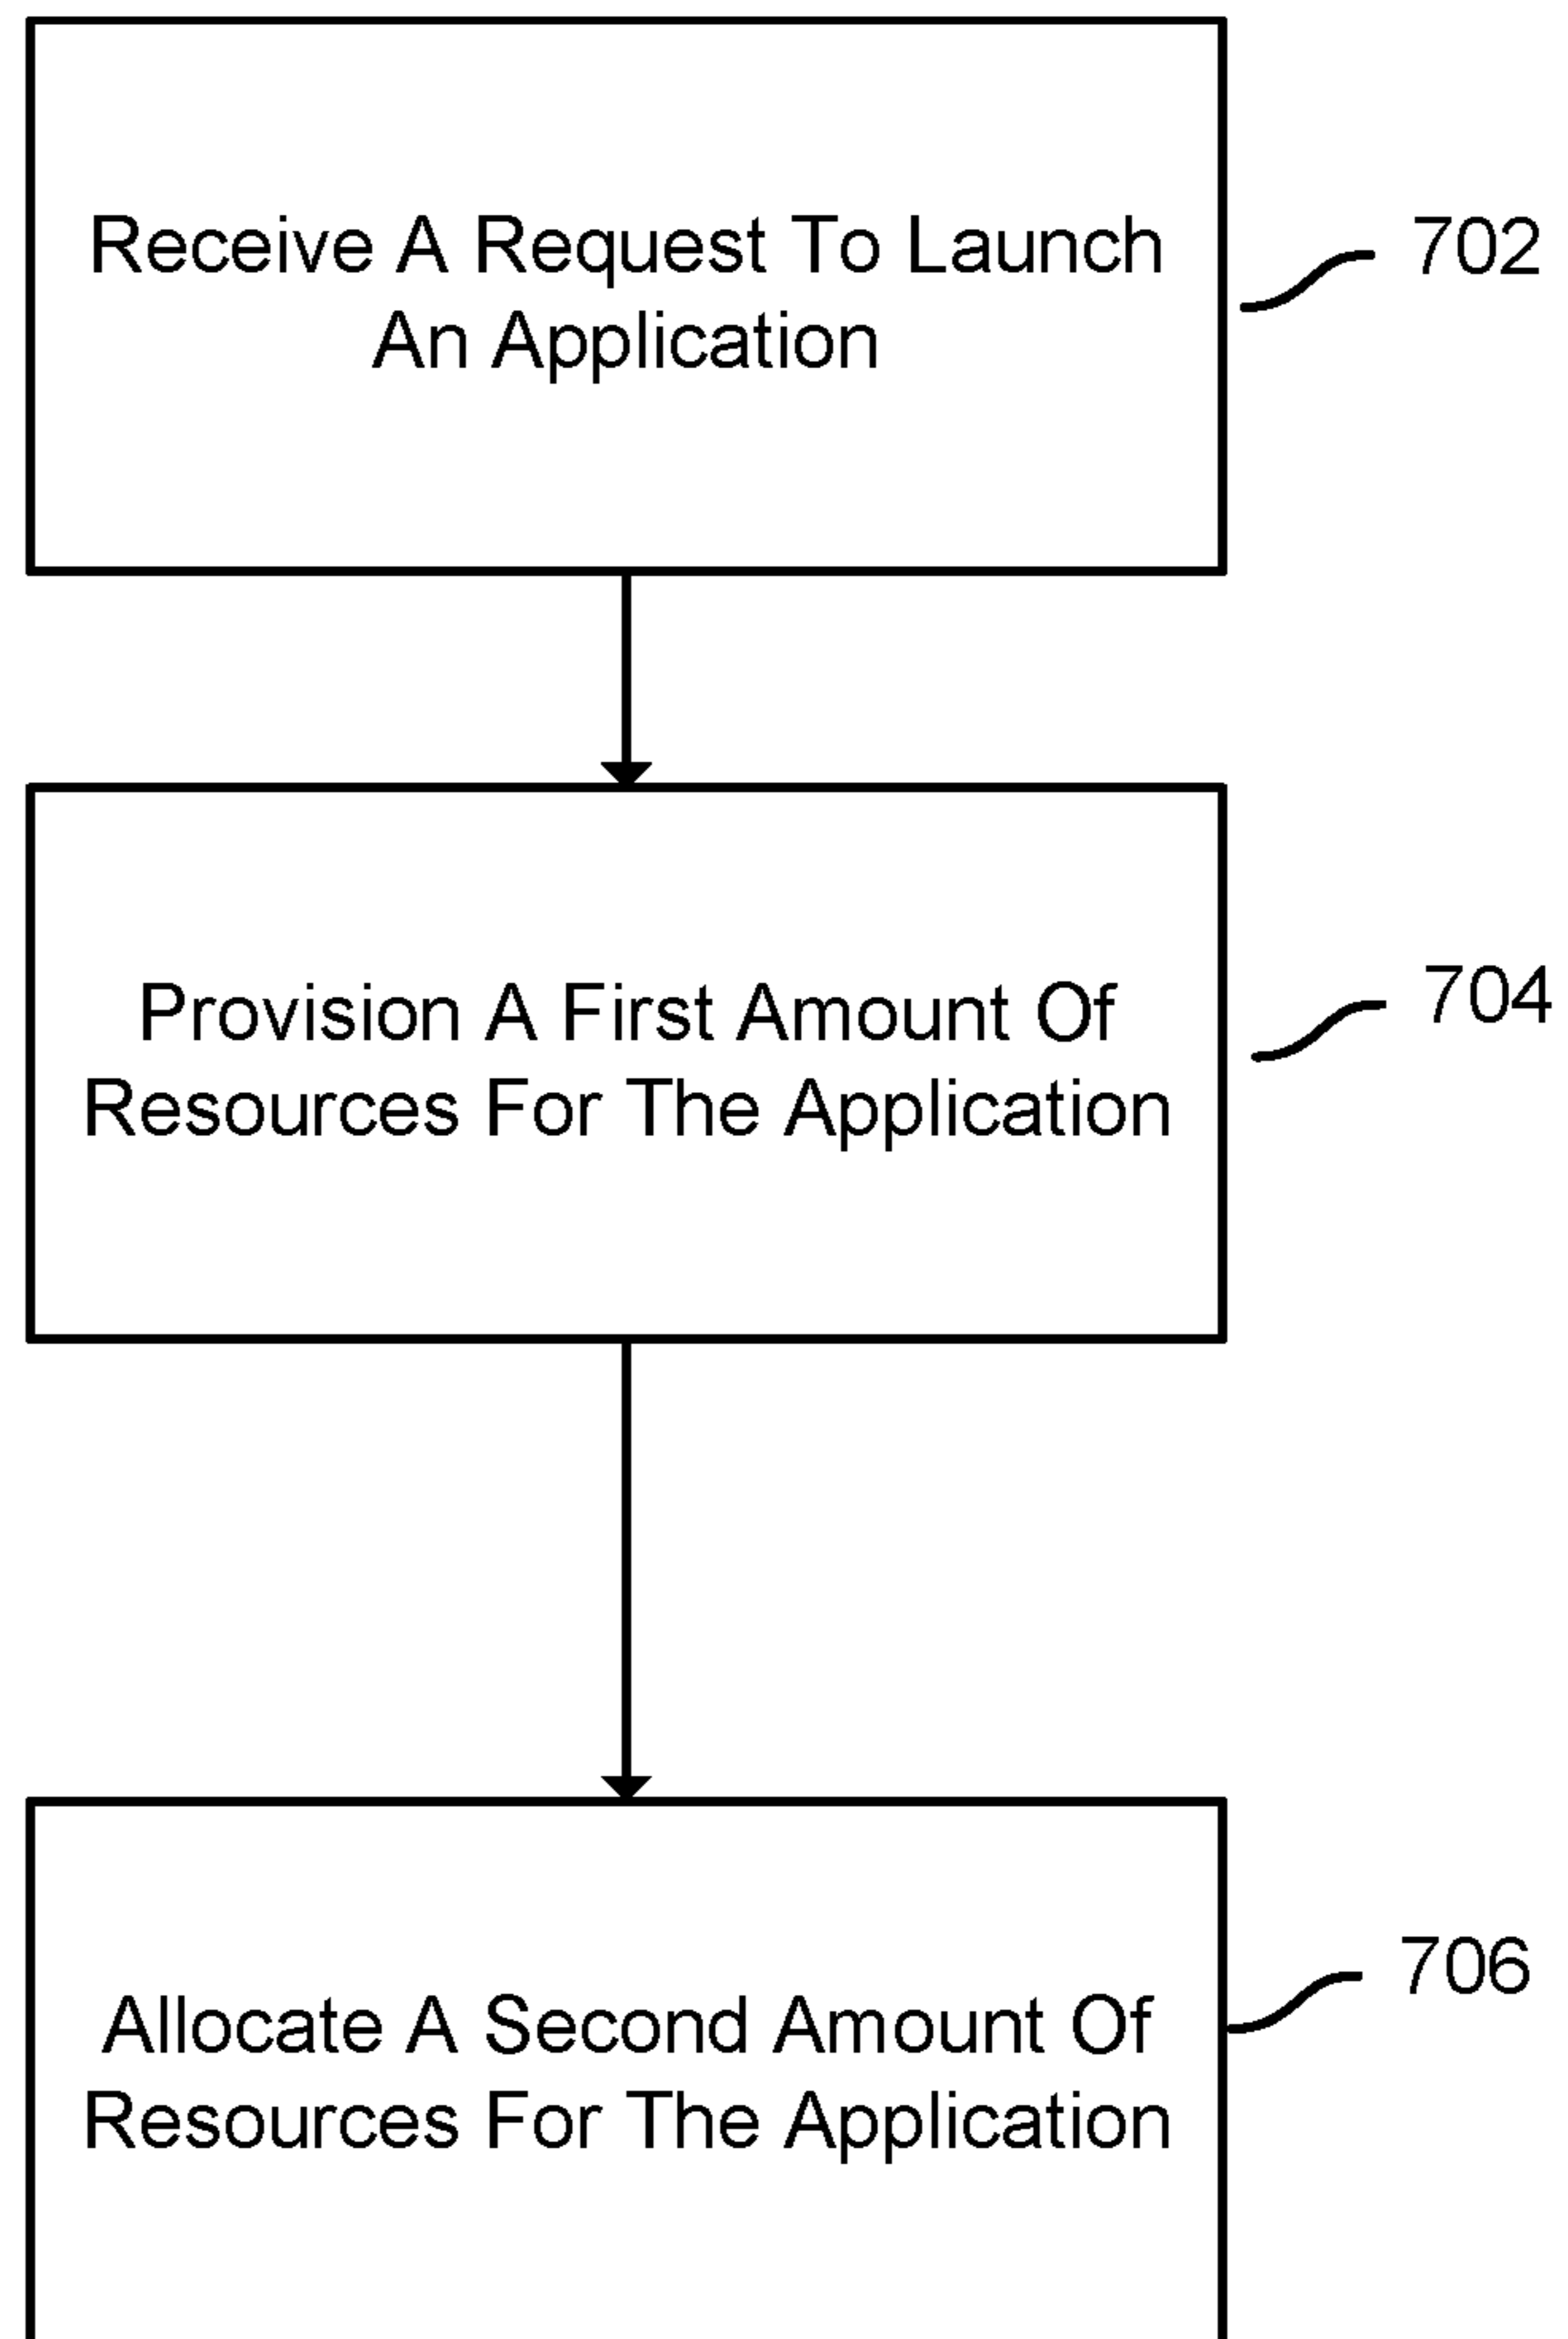 Receive A Request To Launch
An Application
702
Provision A First Amount Of
Resources For The Application
704
Allocate A Second Amount Of
Resources For The Application
706